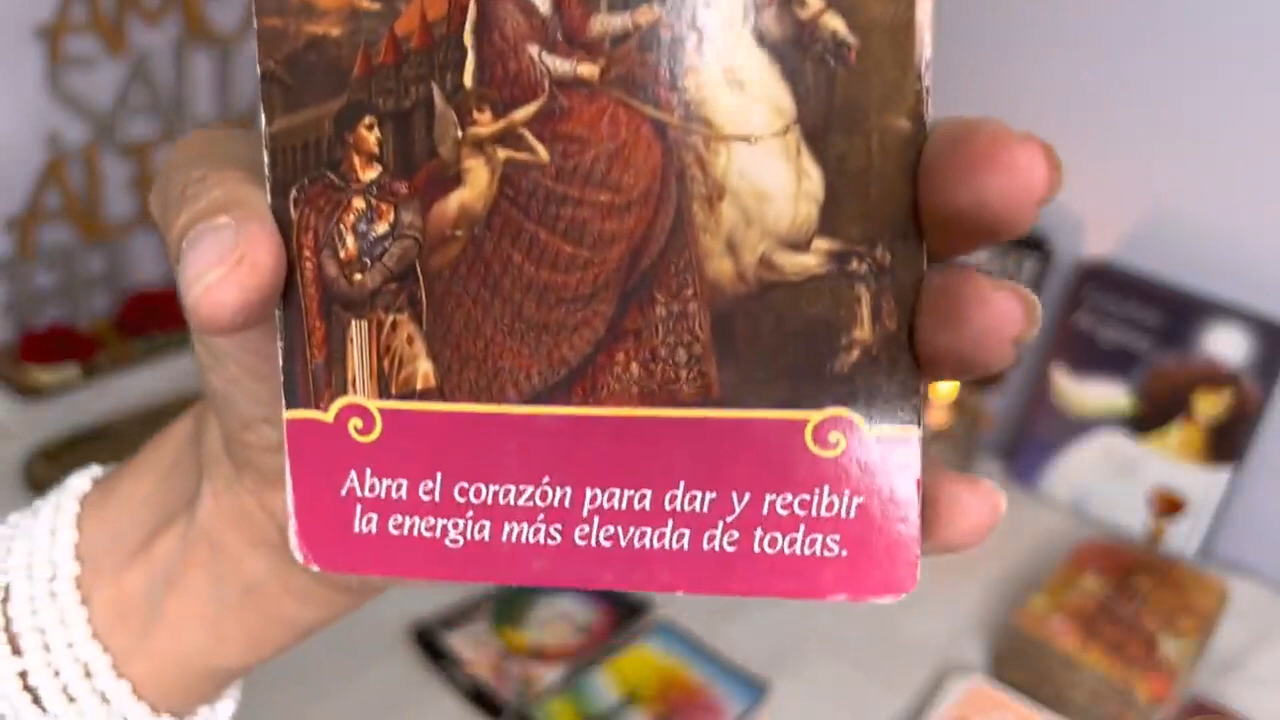 Abra el corazón para dar y recibir
la energía más elevada de todas.